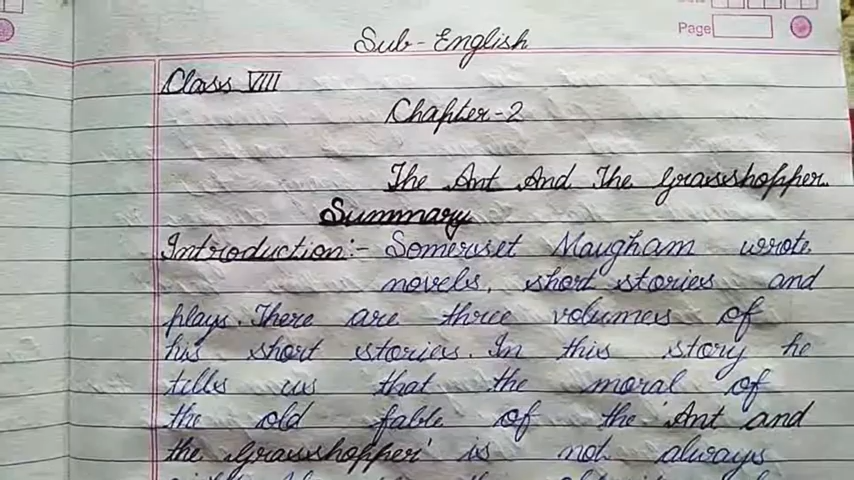 Sub-English
Page
Class VIII
Chapter-2
The Ant And The Grasshopper.
Summary
Introduction:- Somerset Maugham wrote
novels, short stories and
plays. There are three volumes of
his short stories. In this story he
tells us that the moral of
the old fable of the 'Ant and
the Grasshopper' is not always